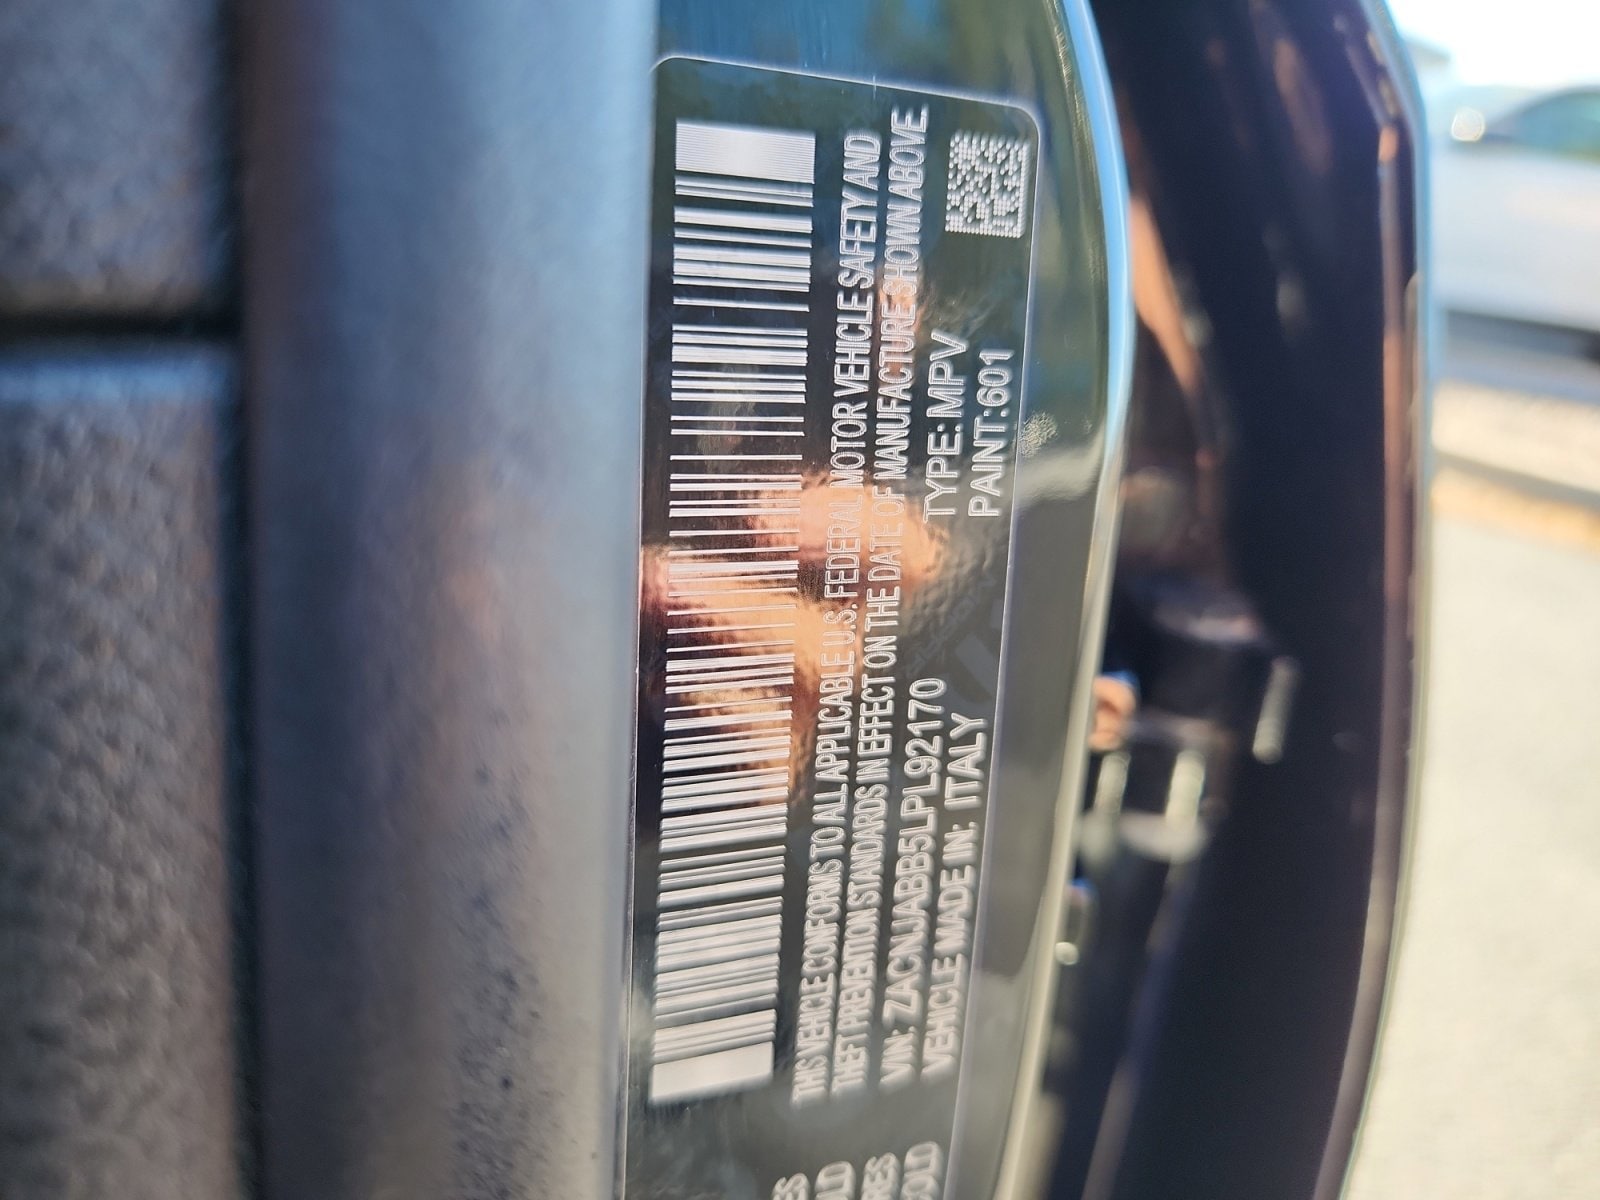 THIS VEHICLE CONFORMS TO ALL APPLICABLE U.S. FEDERAL MOTOR VEHICLE SAFETY AND
THEFT PREVENTION STANDARDS IN EFFECT ON THE DATE OF MANUFACTURE SHOWN ABOVE.
VIN: ZACNJABB5LPL92170 TYPE: MPV
VEHICLE MADE IN: ITALY PAINT:601
COLD